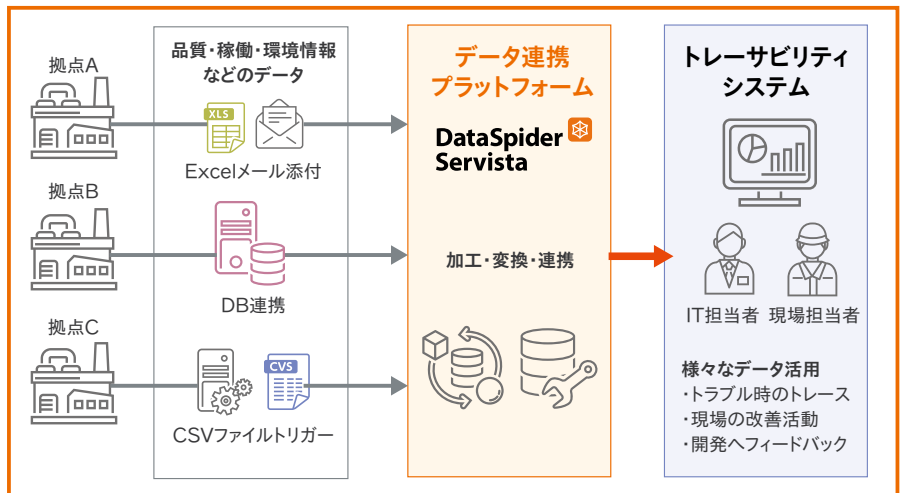 拠点A
拠点B
拠点C
品質・稼働・環境情報
などのデータ
XLS
Excelメール添付
DB連携
CVS
CSVファイルトリガー
データ連携
プラットフォーム
DataSpider
Servista
加工・変換・連携
トレーサビリティ
システム
IT担当者 現場担当者
様々なデータ活用
・トラブル時のトレース
・現場の改善活動
・開発へフィードバック